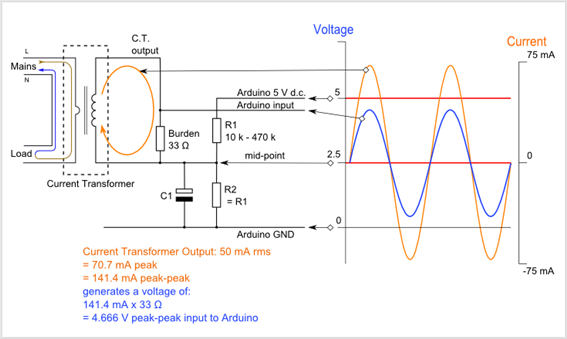 Voltage
Current
C.T.
output
L
Mains
N
Load
Current Transformer
Burden
33 Ω
Arduino 5 V d.c.
Arduino input
R1
10 k - 470 k
mid-point
C1
R2
= R1
Arduino GND
5
2.5
0
75 mA
0
-75 mA
Current Transformer Output: 50 mA rms
= 70.7 mA peak
= 141.4 mA peak-peak
generates a voltage of:
141.4 mA x 33 Ω
= 4.666 V peak-peak input to Arduino